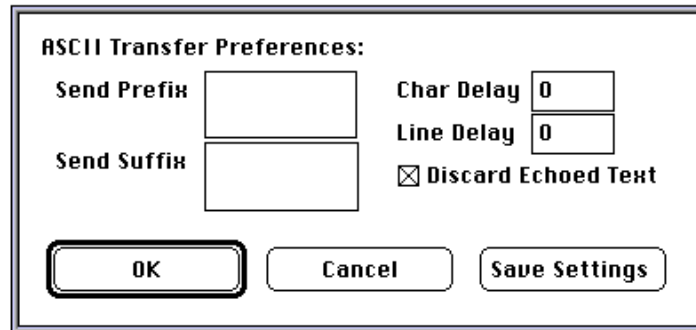 ASCII Transfer Preferences:
Send Prefix
Char Delay 0
Line Delay 0
Send Suffix
Discard Echoed Text
OK
Cancel
Save Settings